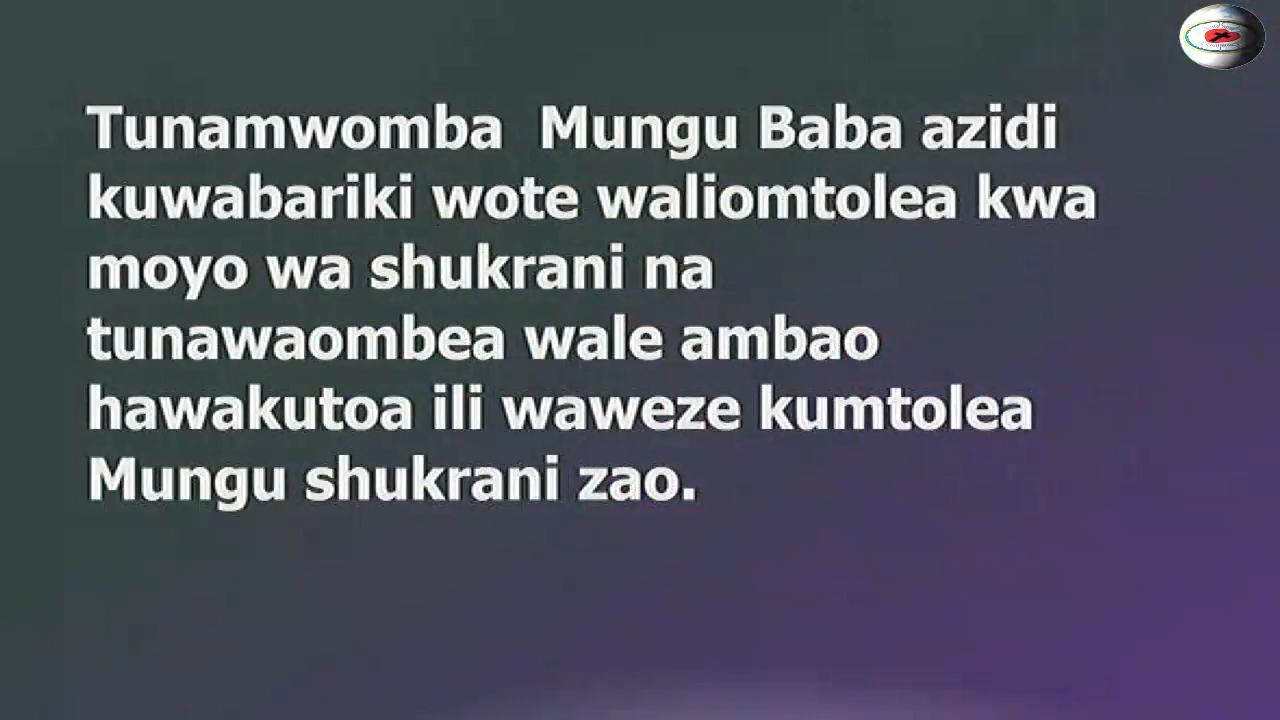 Tunamwomba  Mungu Baba azidi
kuwabariki wote waliomtolea kwa
moyo wa shukrani na
tunawaombea wale ambao
hawakutoa ili waweze kumtolea
Mungu shukrani zao.